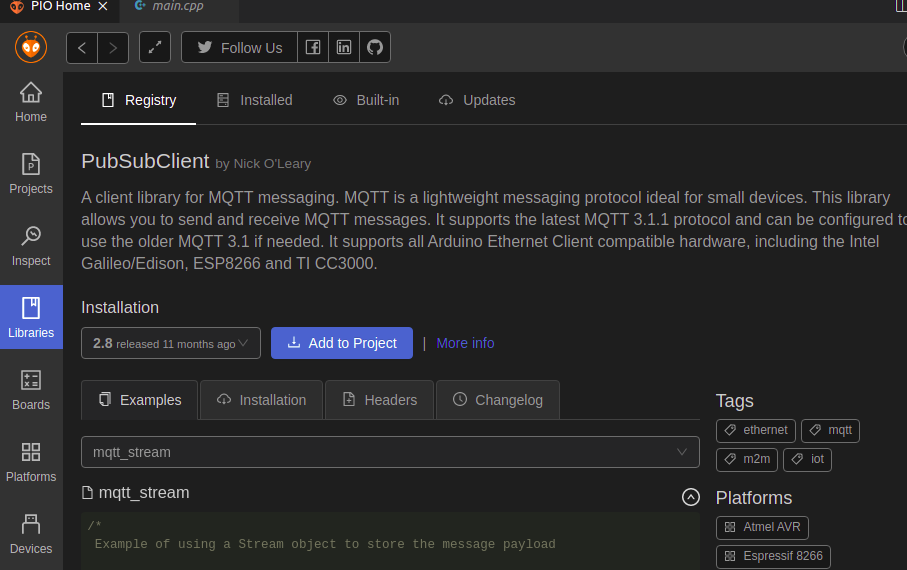 PIO Home
main.cpp
Follow Us
Home
Projects
Inspect
Libraries
Boards
Platforms
Devices
Registry
Installed
Built-in
Updates
PubSubClient by Nick O'Leary
A client library for MQTT messaging. MQTT is a lightweight messaging protocol ideal for small devices. This library
allows you to send and receive MQTT messages. It supports the latest MQTT 3.1.1 protocol and can be configured to
use the older MQTT 3.1 if needed. It supports all Arduino Ethernet Client compatible hardware, including the Intel
Galileo/Edison, ESP8266 and TI CC3000.
Installation
2.8 released 11 months ago
Add to Project
| More info
Examples
Installation
Headers
Changelog
mqtt_stream
mqtt_stream
/*
Example of using a Stream object to store the message payload
Tags
ethernet
mqtt
m2m
iot
Platforms
Atmel AVR
Espressif 8266